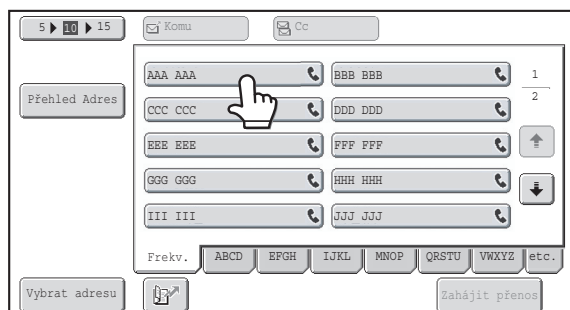 5 10 15 Komu Cc
AAA AAA BBB BBB 1
Přehled Adres CCC CCC DDD DDD 2
EEE EEE FFF FFF
GGG GGG HHH HHH
III III JJJ JJJ
Frekv. ABCD EFGH IJKL MNOP QRSTU VWXYZ etc.
Vybrat adresu Zahájit přenos